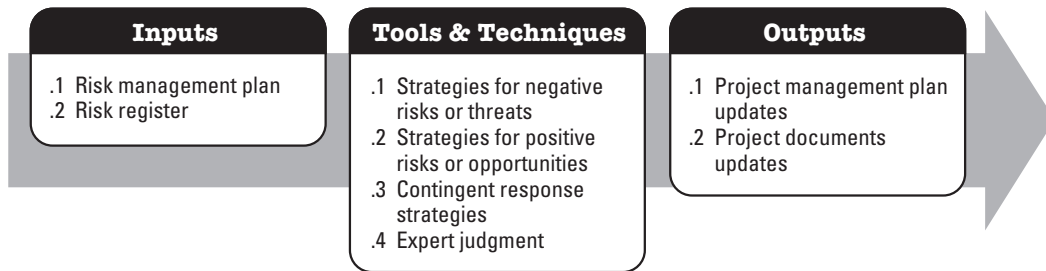 Inputs
.1 Risk management plan
.2 Risk register
Tools & Techniques
.1 Strategies for negative
risks or threats
.2 Strategies for positive
risks or opportunities
.3 Contingent response
strategies
.4 Expert judgment
Outputs
.1 Project management plan
updates
.2 Project documents
updates